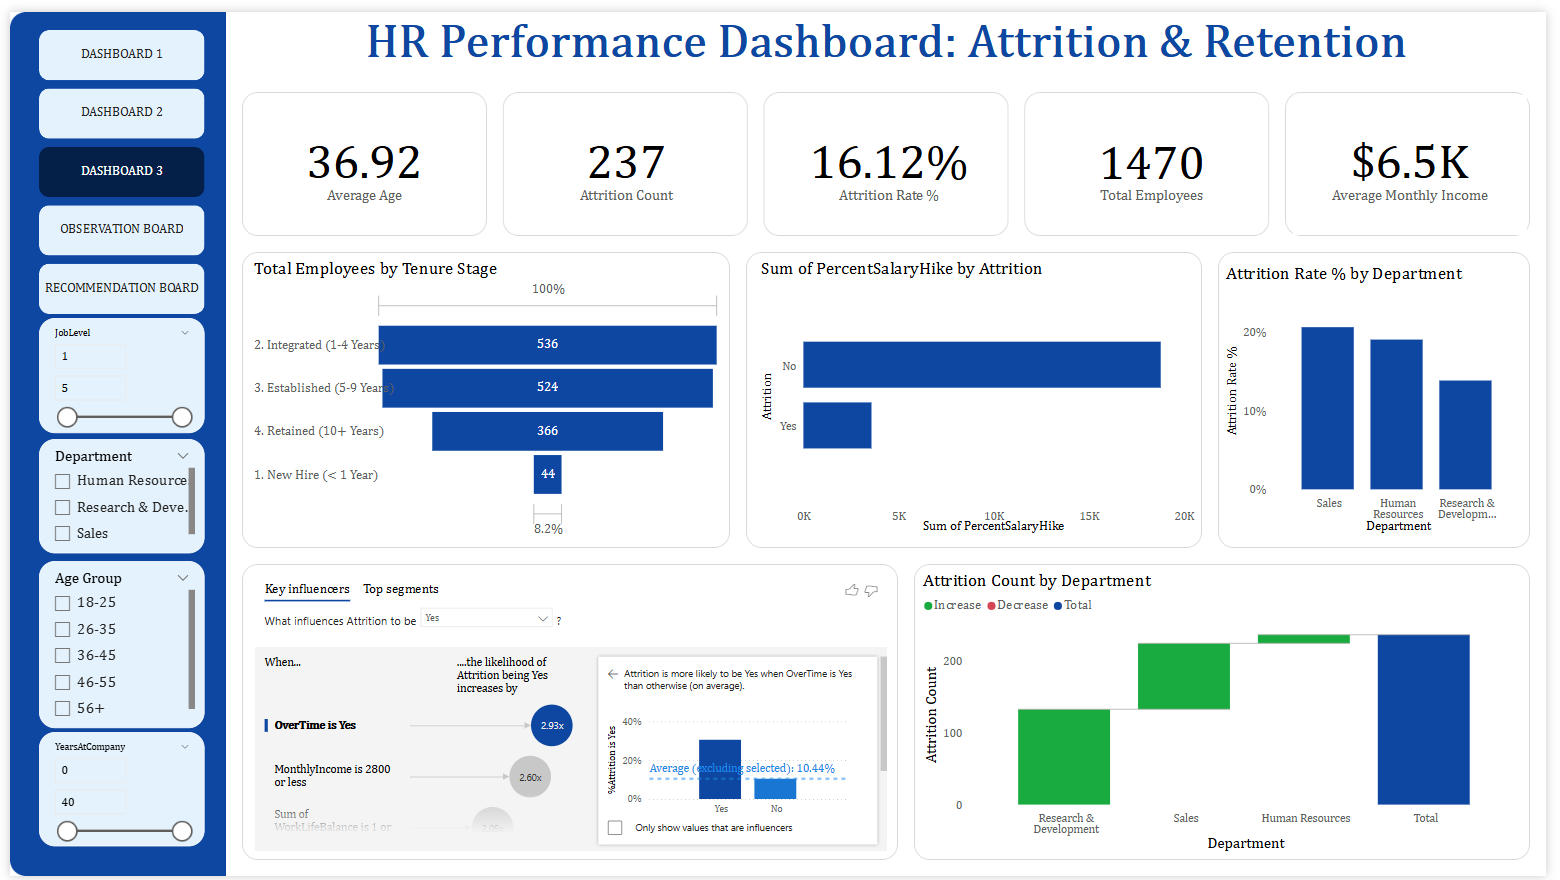 HR Performance Dashboard: Attrition & Retention
DASHBOARD 1
DASHBOARD 2
DASHBOARD 3
OBSERVATION BOARD
RECOMMENDATION BOARD
JobLevel
1
5
Department
Human Resource
Research & Deve.
Sales
Age Group
18-25
26-35
36-45
46-55
56+
YearsAtCompany
0
40
36.92
Average Age
237
Attrition Count
16.12%
Attrition Rate %
1470
Total Employees
$6.5K
Average Monthly Income
Total Employees by Tenure Stage
100%
2. Integrated (1-4 Years)
536
3. Established (5-9 Years)
524
4. Retained (10+ Years)
366
1. New Hire (< 1 Year)
44
8.2%
Sum of PercentSalaryHike by Attrition
Attrition
No
Yes
0K
5K
10K
15K
20K
Sum of PercentSalaryHike
Attrition Rate % by Department
Attrition Rate %
20%
10%
0%
Sales
Human
Resources
Research &
Developm...
Department
Key influencers
Top segments
What influences Attrition to be
Yes
?
When...
....the likelihood of
Attrition being Yes
increases by
OverTime is Yes
2.93x
MonthlyIncome is 2800
or less
2.60x
Sum of
WorkLifeBalance is 1 or
Attrition is more likely to be Yes when OverTime is Yes
than otherwise (on average).
%Attrition is Yes
40%
20%
0%
Average (excluding selected): 10.44%
Yes
No
Only show values that are influencers
Attrition Count by Department
Increase
Decrease
Total
Attrition Count
200
100
0
Research &
Development
Sales
Human Resources
Total
Department